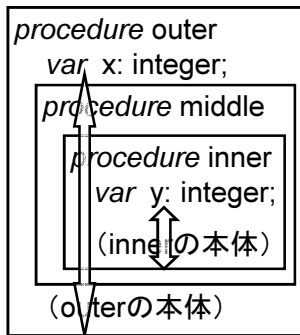 procedure outer
var x: integer;
procedure middle
procedure inner
var y: integer;
（innerの本体）
（outerの本体）